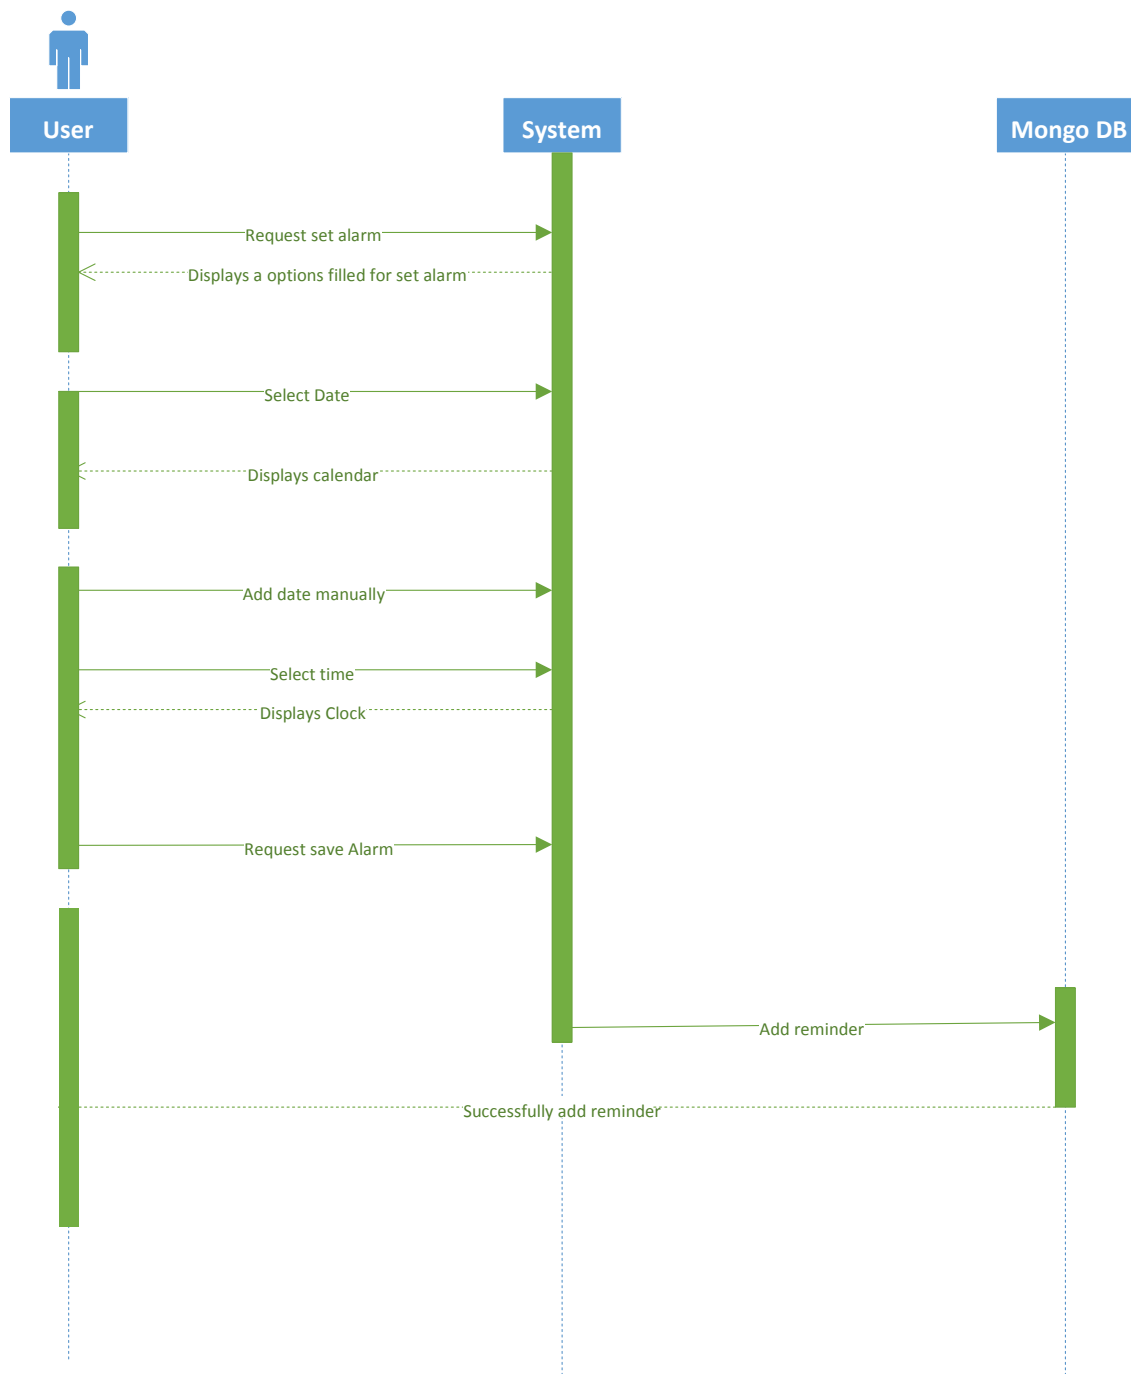 User
System
Mongo DB
Request set alarm
Displays a options filled for set alarm
Select Date
Displays calendar
Add date manually
Select time
Displays Clock
Request save Alarm
Add reminder
Successfully add reminder